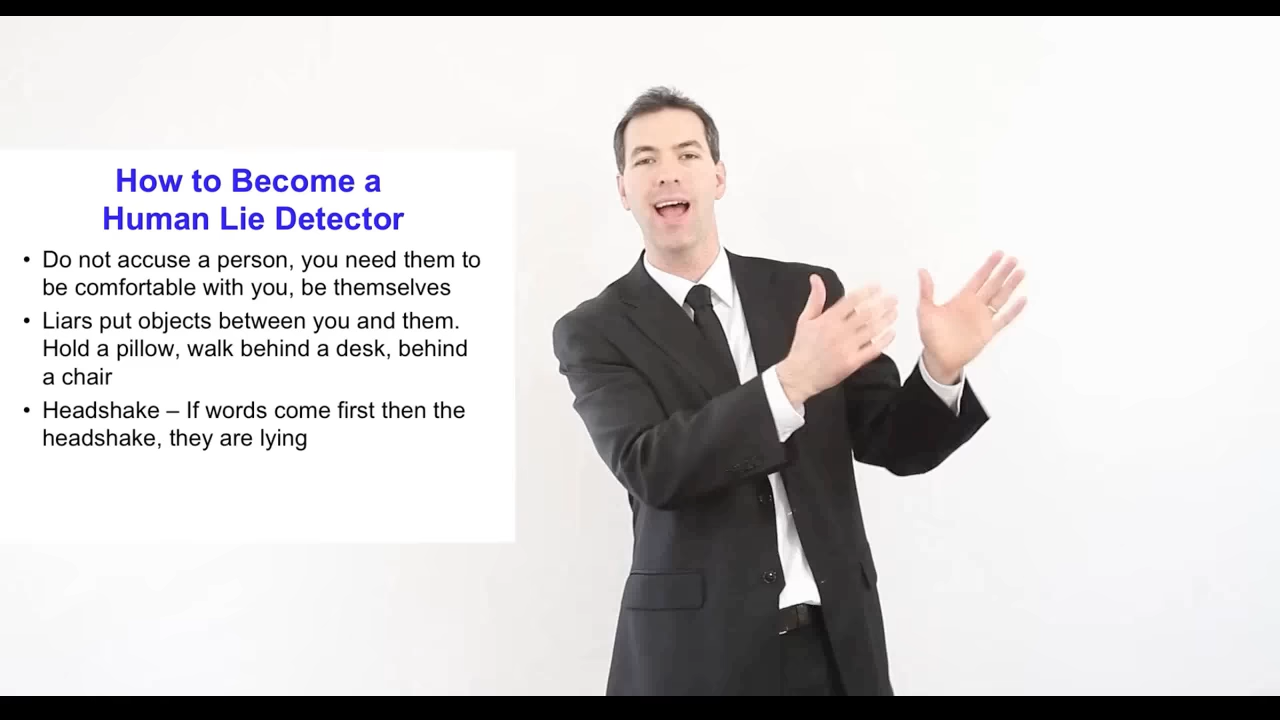 How to Become a
Human Lie Detector
• Do not accuse a person, you need them to
be comfortable with you, be themselves
• Liars put objects between you and them.
Hold a pillow, walk behind a desk, behind
a chair
• Headshake – If words come first then the
headshake, they are lying